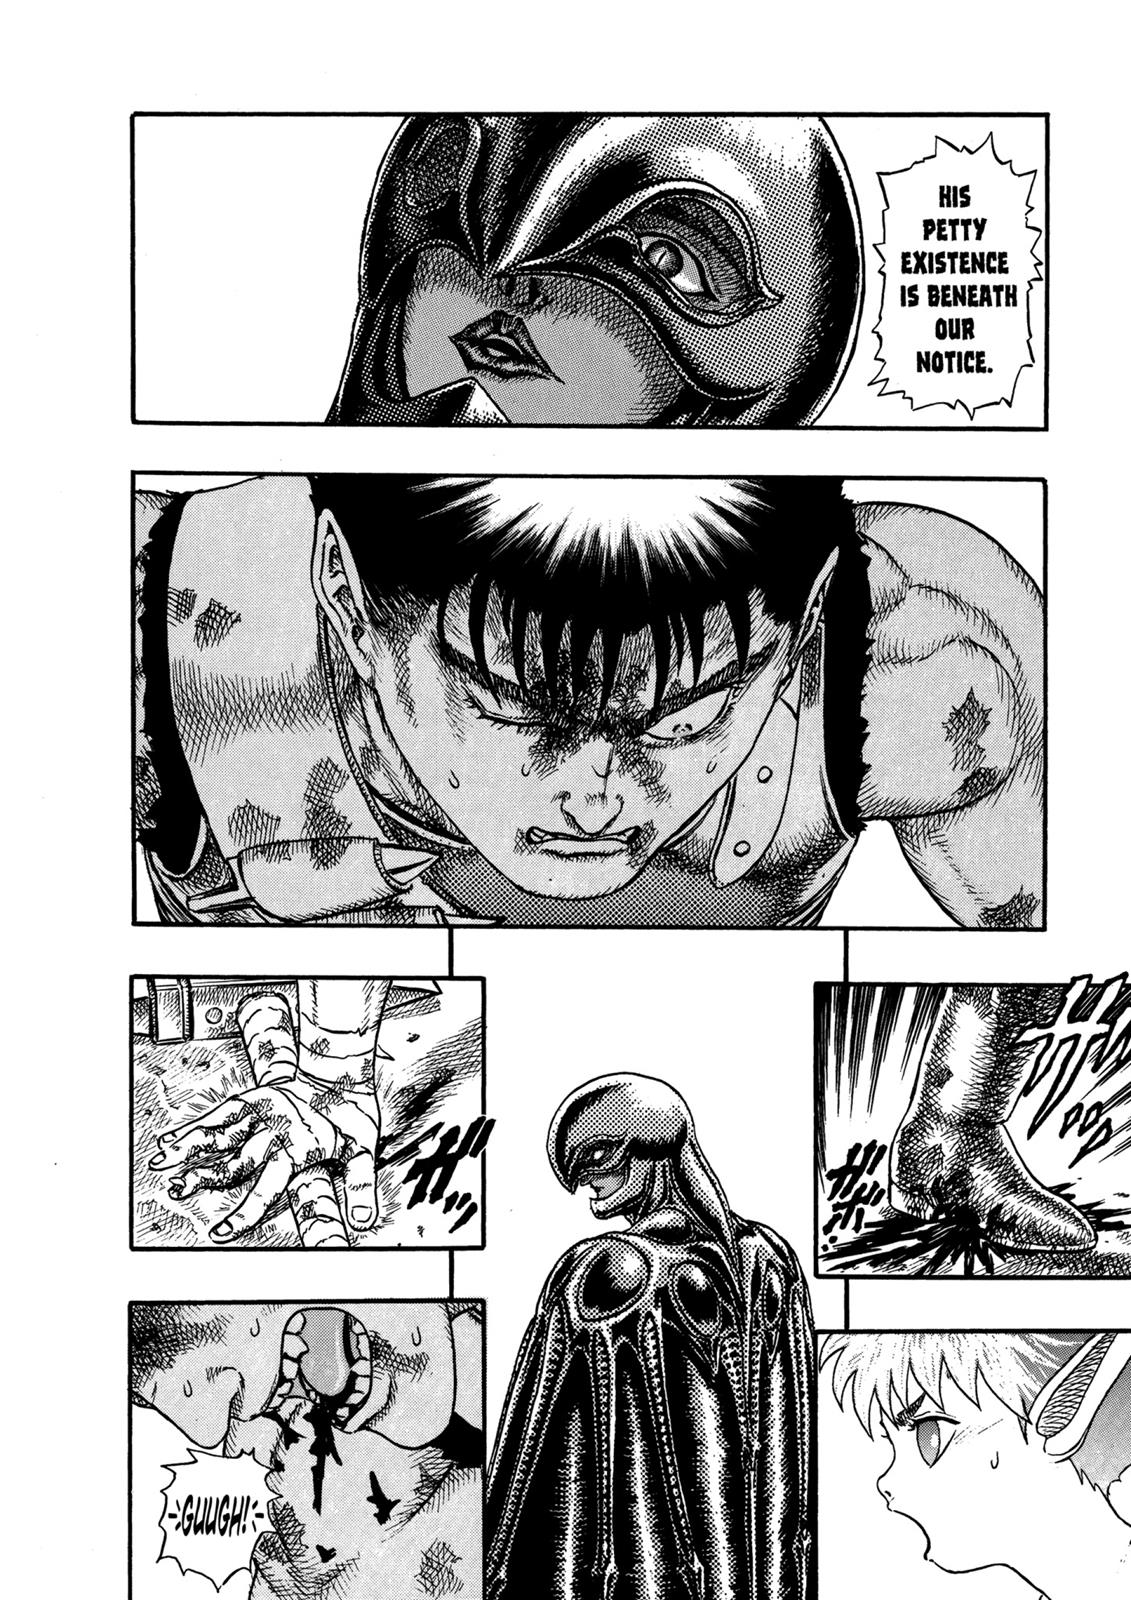 HIS
PETTY
EXISTENCE
IS BENEATH
OUR
NOTICE.
GUUGH!